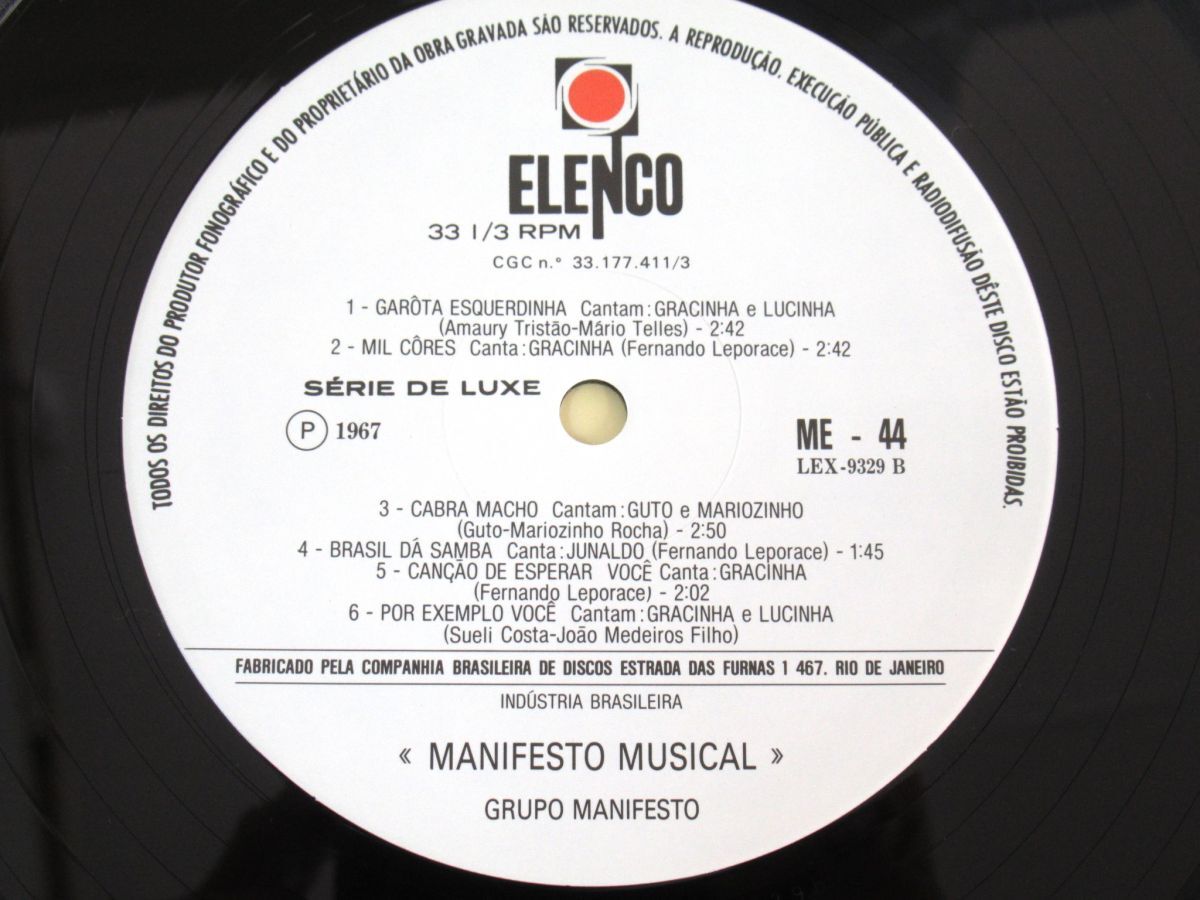 TODOS OS DIREITOS DO PRODUTOR FONOGRÁFICO E DO PROPRIETÁRIO DA OBRA GRAVADA SÃO RESERVADOS. A REPRODUÇÃO. EXECUCÃO PÚBLICA E RADIODIFUSÃO DÊSTE DISCO ESTÃO PROIBIDAS.
ELENCO
33 1/3 RPM
CGC n.º 33.177.411/3
1 - GARÔTA ESQUERDINHA Cantam: GRACINHA e LUCINHA
(Amaury Tristão-Mário Telles) - 2:42
2 - MIL CÔRES Canta: GRACINHA (Fernando Leporace) - 2:42
SÉRIE DE LUXE
P 1967
ME - 44
LEX-9329 B
3 - CABRA MACHO Cantam: GUTO e MARIOZINHO
(Guto-Mariozinho Rocha) - 2:50
4 - BRASIL DÁ SAMBA Canta: JUNALDO (Fernando Leporace) - 1:45
5 - CANÇÃO DE ESPERAR VOCÊ Canta: GRACINHA
(Fernando Leporace) - 2:02
6 - POR EXEMPLO VOCÊ Cantam: GRACINHA e LUCINHA
(Sueli Costa-João Medeiros Filho)
FABRICADO PELA COMPANHIA BRASILEIRA DE DISCOS ESTRADA DAS FURNAS 1 467. RIO DE JANEIRO
INDÚSTRIA BRASILEIRA
« MANIFESTO MUSICAL »
GRUPO MANIFESTO